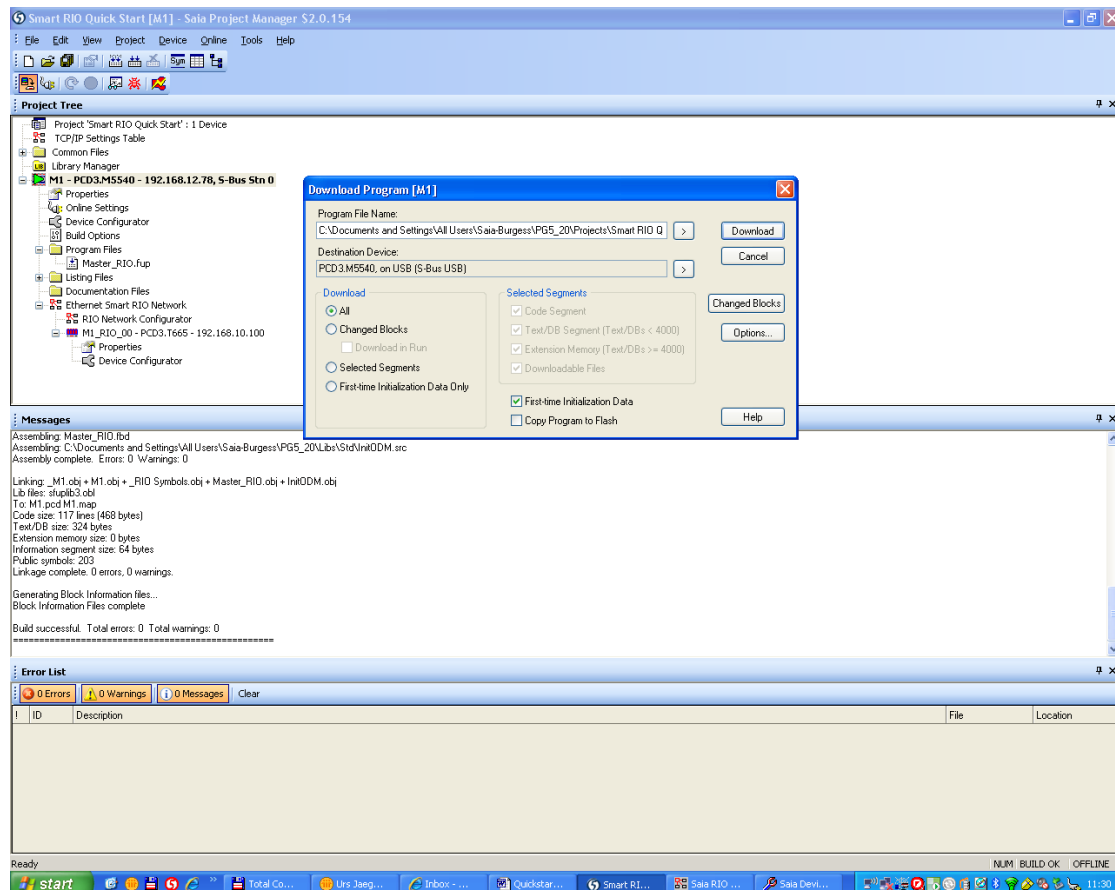 Smart RIO Quick Start [M1] - Saia Project Manager $2.0.154
File Edit View Project Device Online Tools Help
Sym
Project Tree
Project 'Smart RIO Quick Start' : 1 Device
TCP/IP Settings Table
Common Files
Library Manager
M1 - PCD3.M5540 - 192.168.12.78, S-Bus Stn 0
Properties
Online Settings
Device Configurator
Build Options
Program Files
Master_RIO.fup
Listing Files
Documentation Files
Ethernet Smart RIO Network
RIO Network Configurator
M1_RIO_00 - PCD3.T665 - 192.168.10.100
Properties
Device Configurator
Download Program [M1]
Program File Name:
C:\Documents and Settings\All Users\Saia-Burgess\PG5_20\Projects\Smart RIO Q > Download
Destination Device: Cancel
PCD3.M5540, on USB (S-Bus USB) >
Download
All
Changed Blocks
Download in Run
Selected Segments
First-time Initialization Data Only
Selected Segments
Code Segment
Text/DB Segment (Text/DBs < 4000)
Extension Memory (Text/DBs >= 4000)
Downloadable Files
Changed Blocks
Options...
First-time Initialization Data
Copy Program to Flash
Help
Messages
Assembling: Master_RIO.fbd
Assembling: C:\Documents and Settings\All Users\Saia-Burgess\PG5_20\Libs\Std\InitODM.src
Assembly complete. Errors: 0 Warnings: 0
Linking: _M1.obj + M1.obj + _RIO Symbols.obj + Master_RIO.obj + InitODM.obj
Lib files: sfuplib3.obl
To: M1.pcd M1.map
Code size: 117 lines (468 bytes)
Text/DB size: 324 bytes
Extension memory size: 0 bytes
Information segment size: 64 bytes
Public symbols: 203
Linkage complete. 0 errors, 0 warnings.
Generating Block Information files...
Block Information Files complete
Build successful. Total errors: 0 Total warnings: 0
Error List
0 Errors 0 Warnings 0 Messages Clear
! ID Description File Location
Ready NUM BUILD OK OFFLINE
start Total Co... Urs Jaeg... Inbox - ... Quickstar... Smart RI... Saia RIO ... Saia Devi... 11:30